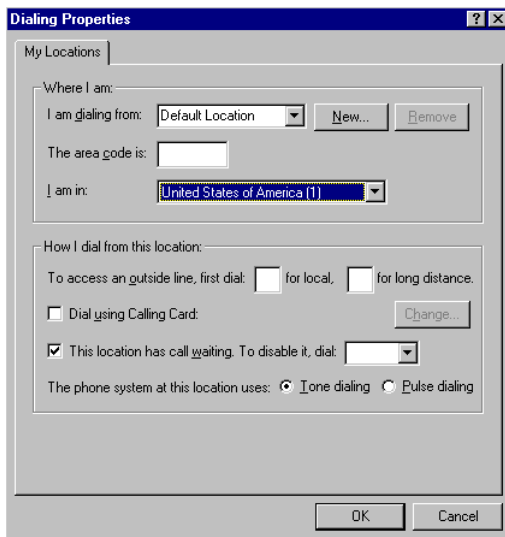 Dialing Properties
My Locations
Where I am:
I am dialing from: Default Location New... Remove
The area code is:
I am in: United States of America (1)
How I dial from this location:
To access an outside line, first dial: for local, for long distance.
Dial using Calling Card: Change...
This location has call waiting. To disable it, dial:
The phone system at this location uses: Tone dialing Pulse dialing
OK Cancel